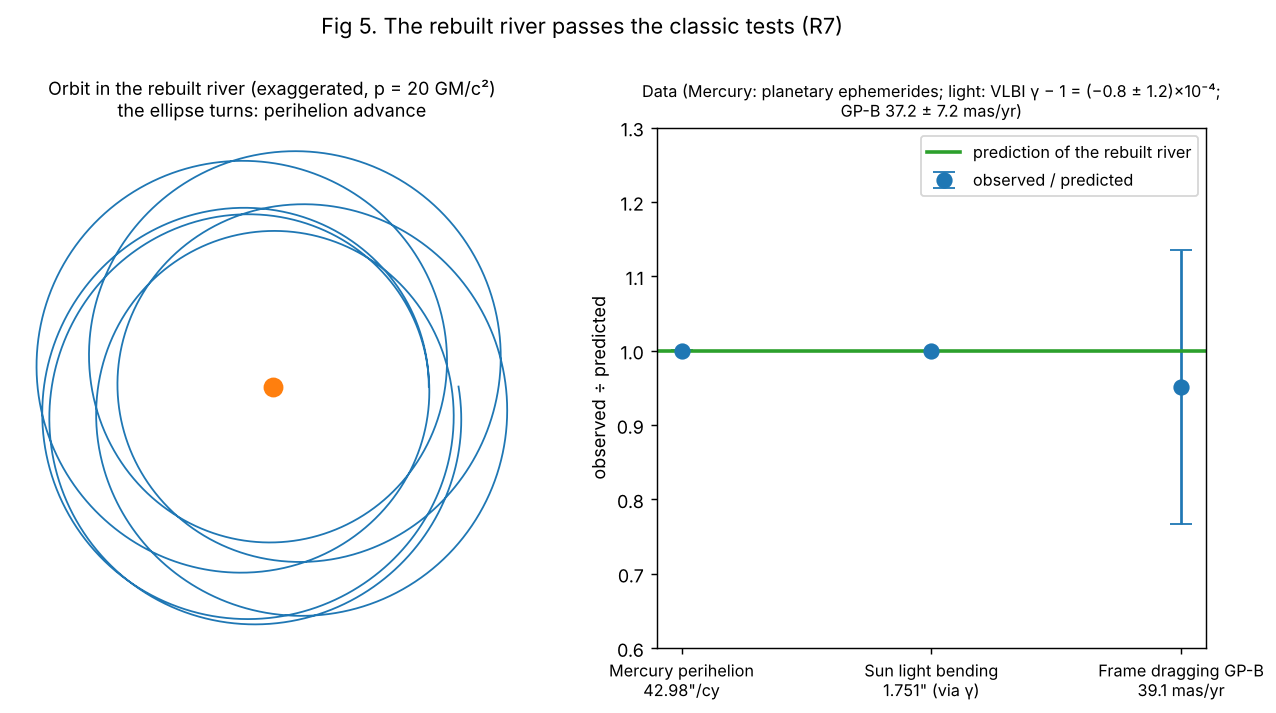 Fig 5. The rebuilt river passes the classic tests (R7)
Orbit in the rebuilt river (exaggerated, p = 20 GM/c²)
the ellipse turns: perihelion advance
Data (Mercury: planetary ephemerides; light: VLBI γ − 1 = (−0.8 ± 1.2)×10⁻⁴;
GP-B 37.2 ± 7.2 mas/yr)
prediction of the rebuilt river
observed / predicted
observed ÷ predicted
1.3
1.2
1.1
1.0
0.9
0.8
0.7
0.6
Mercury perihelion
42.98"/cy
Sun light bending
1.751" (via γ)
Frame dragging GP-B
39.1 mas/yr